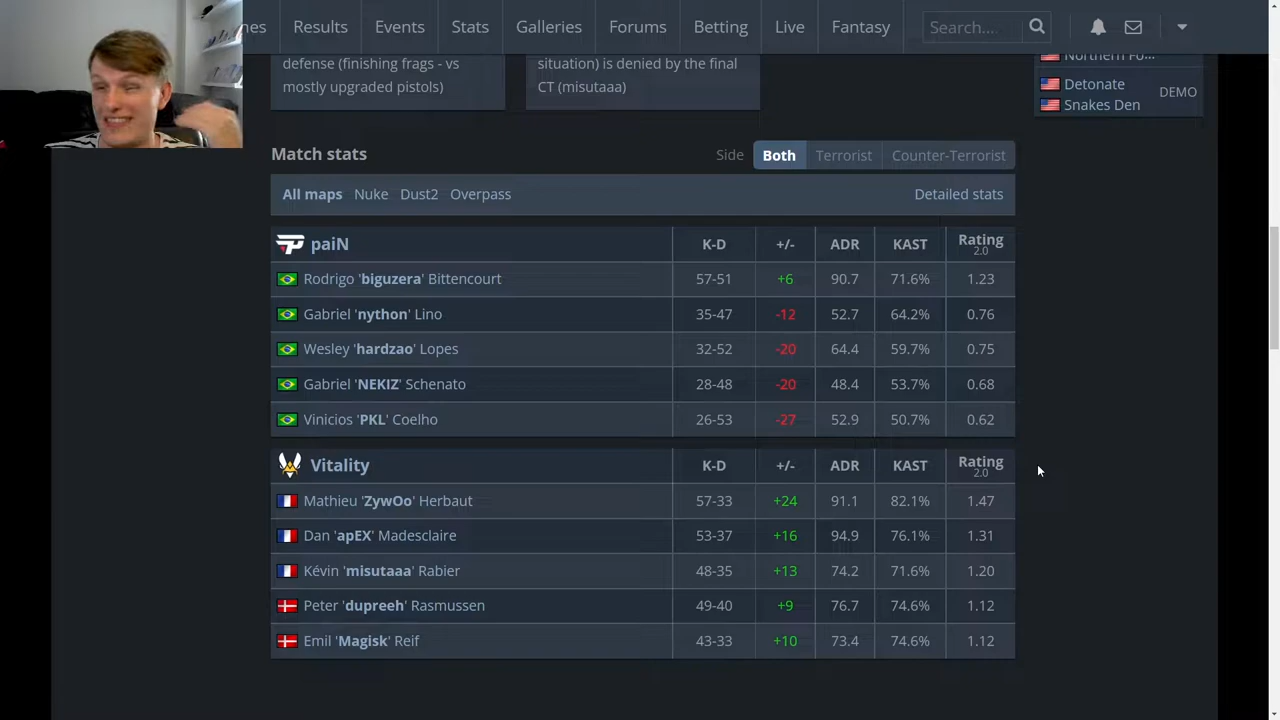 nes Results Events Stats Galleries Forums Betting Live Fantasy Search....
defense (finishing frags - vs
mostly upgraded pistols)
situation) is denied by the final
CT (misutaaa)
Northern Fo...
Detonate
Snakes Den
DEMO
Match stats
Side Both Terrorist Counter-Terrorist
All maps Nuke Dust2 Overpass Detailed stats
paiN K-D +/- ADR KAST Rating 2.0
Rodrigo 'biguzera' Bittencourt 57-51 +6 90.7 71.6% 1.23
Gabriel 'nython' Lino 35-47 -12 52.7 64.2% 0.76
Wesley 'hardzao' Lopes 32-52 -20 64.4 59.7% 0.75
Gabriel 'NEKIZ' Schenato 28-48 -20 48.4 53.7% 0.68
Vinicios 'PKL' Coelho 26-53 -27 52.9 50.7% 0.62
Vitality K-D +/- ADR KAST Rating 2.0
Mathieu 'ZywOo' Herbaut 57-33 +24 91.1 82.1% 1.47
Dan 'apEX' Madesclaire 53-37 +16 94.9 76.1% 1.31
Kévin 'misutaaa' Rabier 48-35 +13 74.2 71.6% 1.20
Peter 'dupreeh' Rasmussen 49-40 +9 76.7 74.6% 1.12
Emil 'Magisk' Reif 43-33 +10 73.4 74.6% 1.12